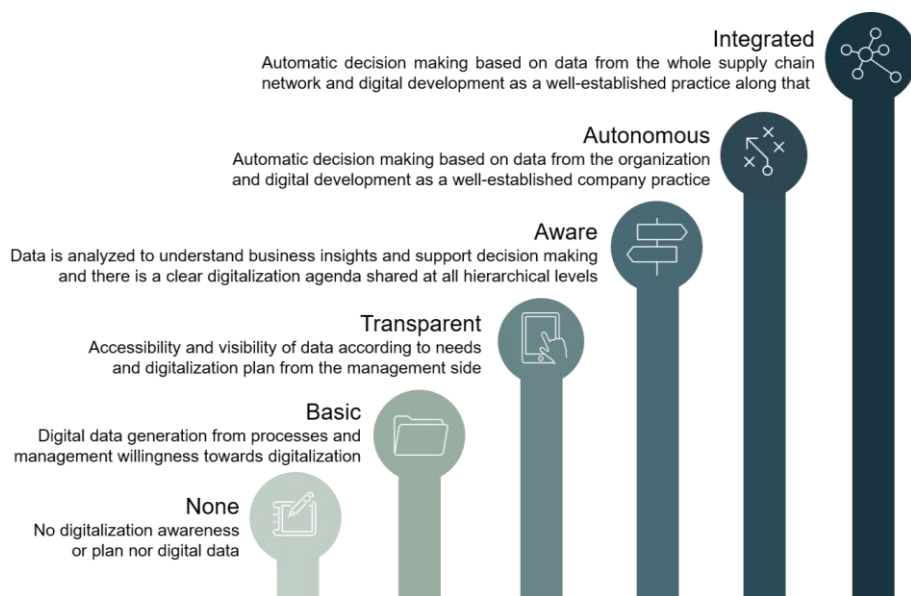 Integrated
Automatic decision making based on data from the whole supply chain
network and digital development as a well-established practice along that
Autonomous
Automatic decision making based on data from the organization
and digital development as a well-established company practice
Aware
Data is analyzed to understand business insights and support decision making
and there is a clear digitalization agenda shared at all hierarchical levels
Transparent
Accessibility and visibility of data according to needs
and digitalization plan from the management side
Basic
Digital data generation from processes and
management willingness towards digitalization
None
No digitalization awareness
or plan nor digital data